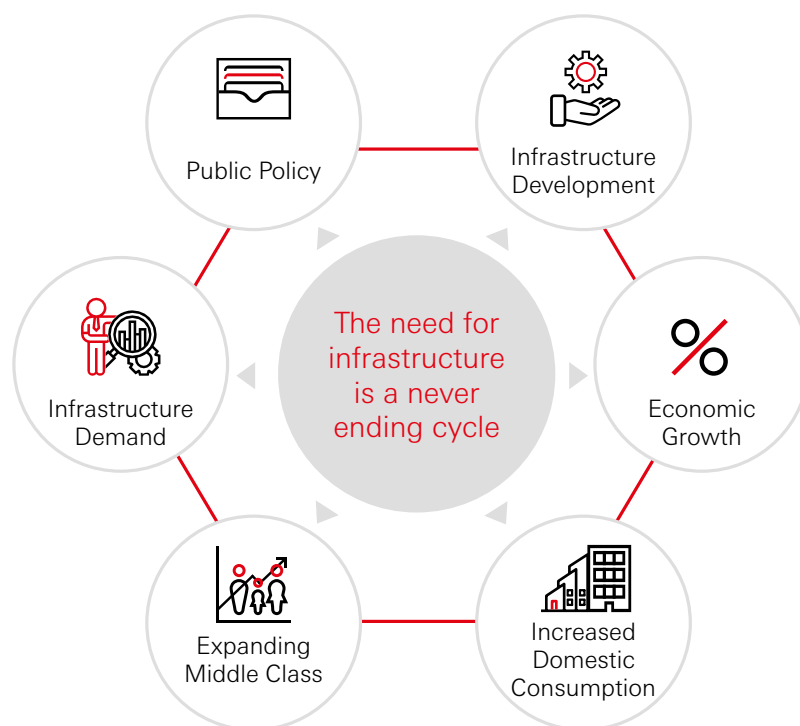 Public Policy
Infrastructure
Development
The need for
infrastructure
is a never
ending cycle
Infrastructure
Demand
Economic
Growth
Expanding
Middle Class
Increased
Domestic
Consumption